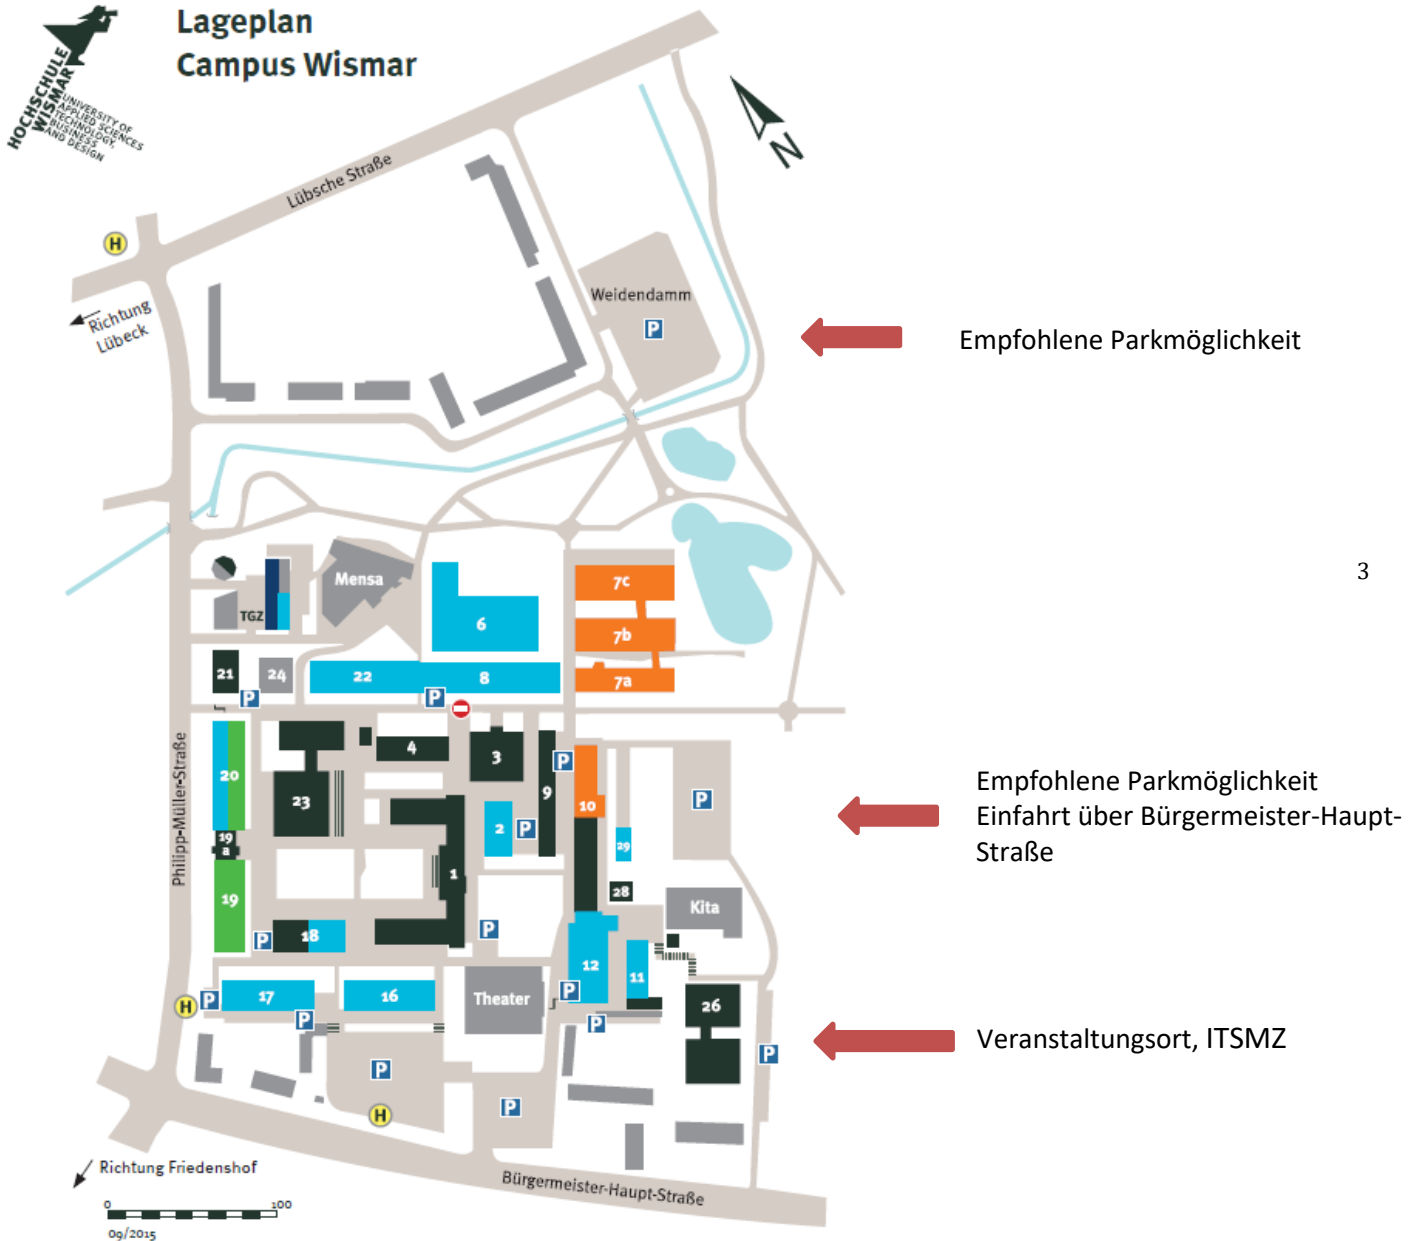 Lageplan
Campus Wismar
HOCHSCHULE
WISMAR
UNIVERSITY OF
APPLIED SCIENCES
TECHNOLOGY,
BUSINESS
AND DESIGN
N
Lübsche Straße
H
Richtung
Lübeck
Weidendamm
P
Empfohlene Parkmöglichkeit
3
Mensa
TGZ
6
7c
7b
7a
21
24
22
8
P
P
Philipp-Müller-Straße
20
23
4
3
9
P
10
P
Empfohlene Parkmöglichkeit
Einfahrt über Bürgermeister-Haupt-
Straße
2
P
29
19
a
19
1
28
Kita
P
18
P
12
11
H
P
17
16
Theater
P
26
P
P
Veranstaltungsort, ITSMZ
P
P
H
P
Richtung Friedenshof
Bürgermeister-Haupt-Straße
0 100
09/2015